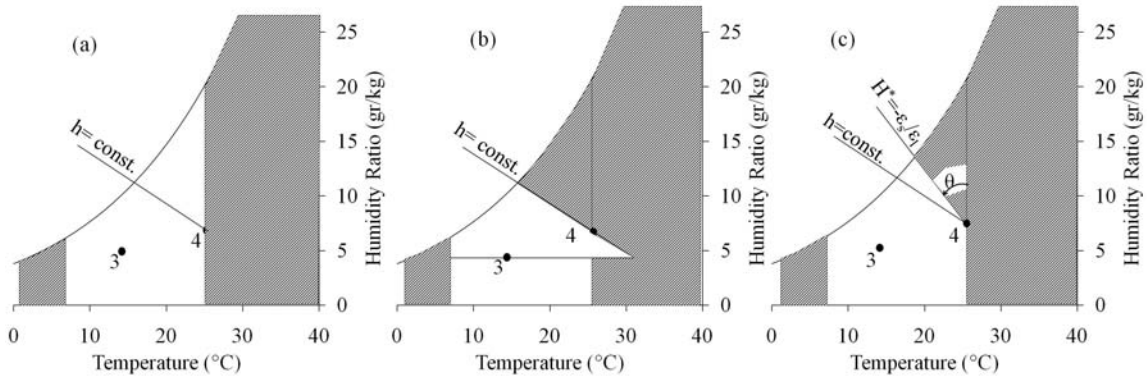 (a)
h= const.
4
3
0
10
20
30
40
Temperature (°C)
0
5
10
15
20
25
Humidity Ratio (gr/kg)
(b)
h= const.
4
3
0
10
20
30
40
Temperature (°C)
0
5
10
15
20
25
Humidity Ratio (gr/kg)
(c)
H*=-εs/εl
h=const.
θ
4
3
0
10
20
30
40
Temperature (°C)
0
5
10
15
20
25
Humidity Ratio (gr/kg)